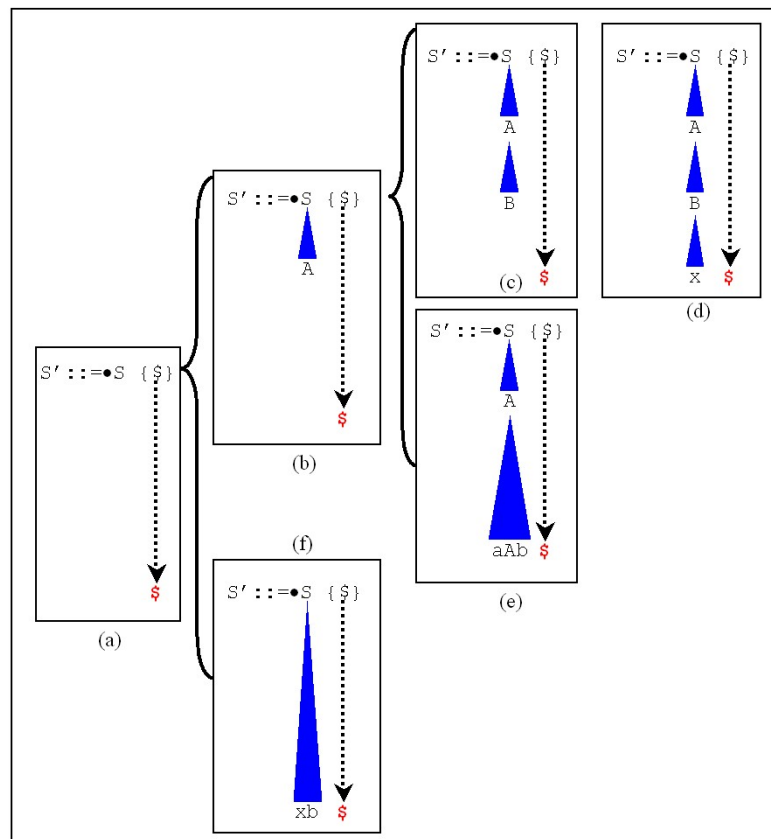 S'::=•S {$}
$
(a)
S'::=•S {$}
A
$
(b)
S'::=•S {$}
A
B
$
(c)
S'::=•S {$}
A
B
x
$
(d)
S'::=•S {$}
A
aAb
$
(e)
(f)
S'::=•S {$}
xb
$